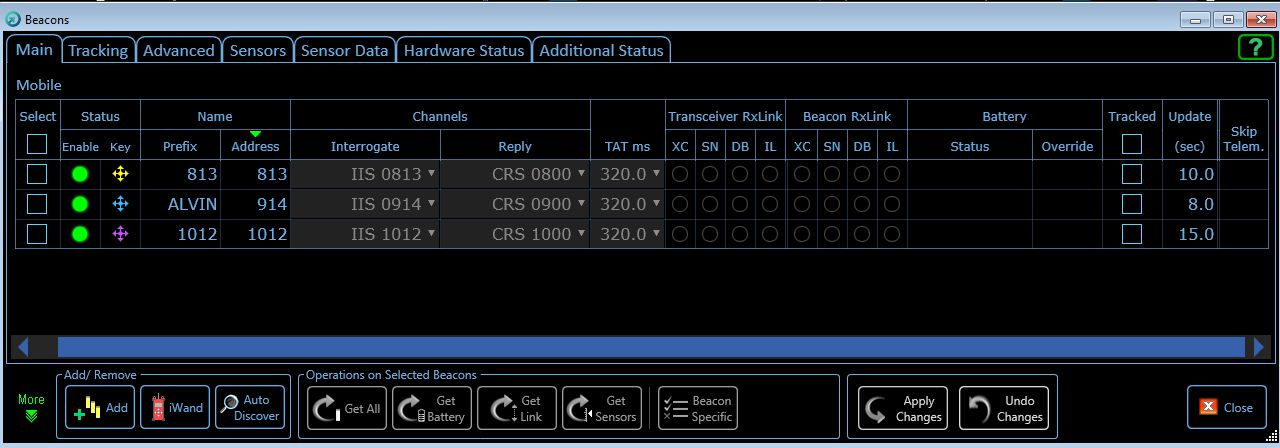 Beacons
Main Tracking Advanced Sensors Sensor Data Hardware Status Additional Status ?
Mobile
Select Status Name Channels Transceiver RxLink Beacon RxLink Battery Tracked Update Skip Telem.
Enable Key Prefix Address Interrogate Reply TAT ms XC SN DB IL XC SN DB IL Status Override (sec)
813 813 IIS 0813 CRS 0800 320.0 10.0
ALVIN 914 IIS 0914 CRS 0900 320.0 8.0
1012 1012 IIS 1012 CRS 1000 320.0 15.0
Add/ Remove Operations on Selected Beacons
More Add iWand Auto Discover Get All Get Battery Get Link Get Sensors Beacon Specific Apply Changes Undo Changes Close